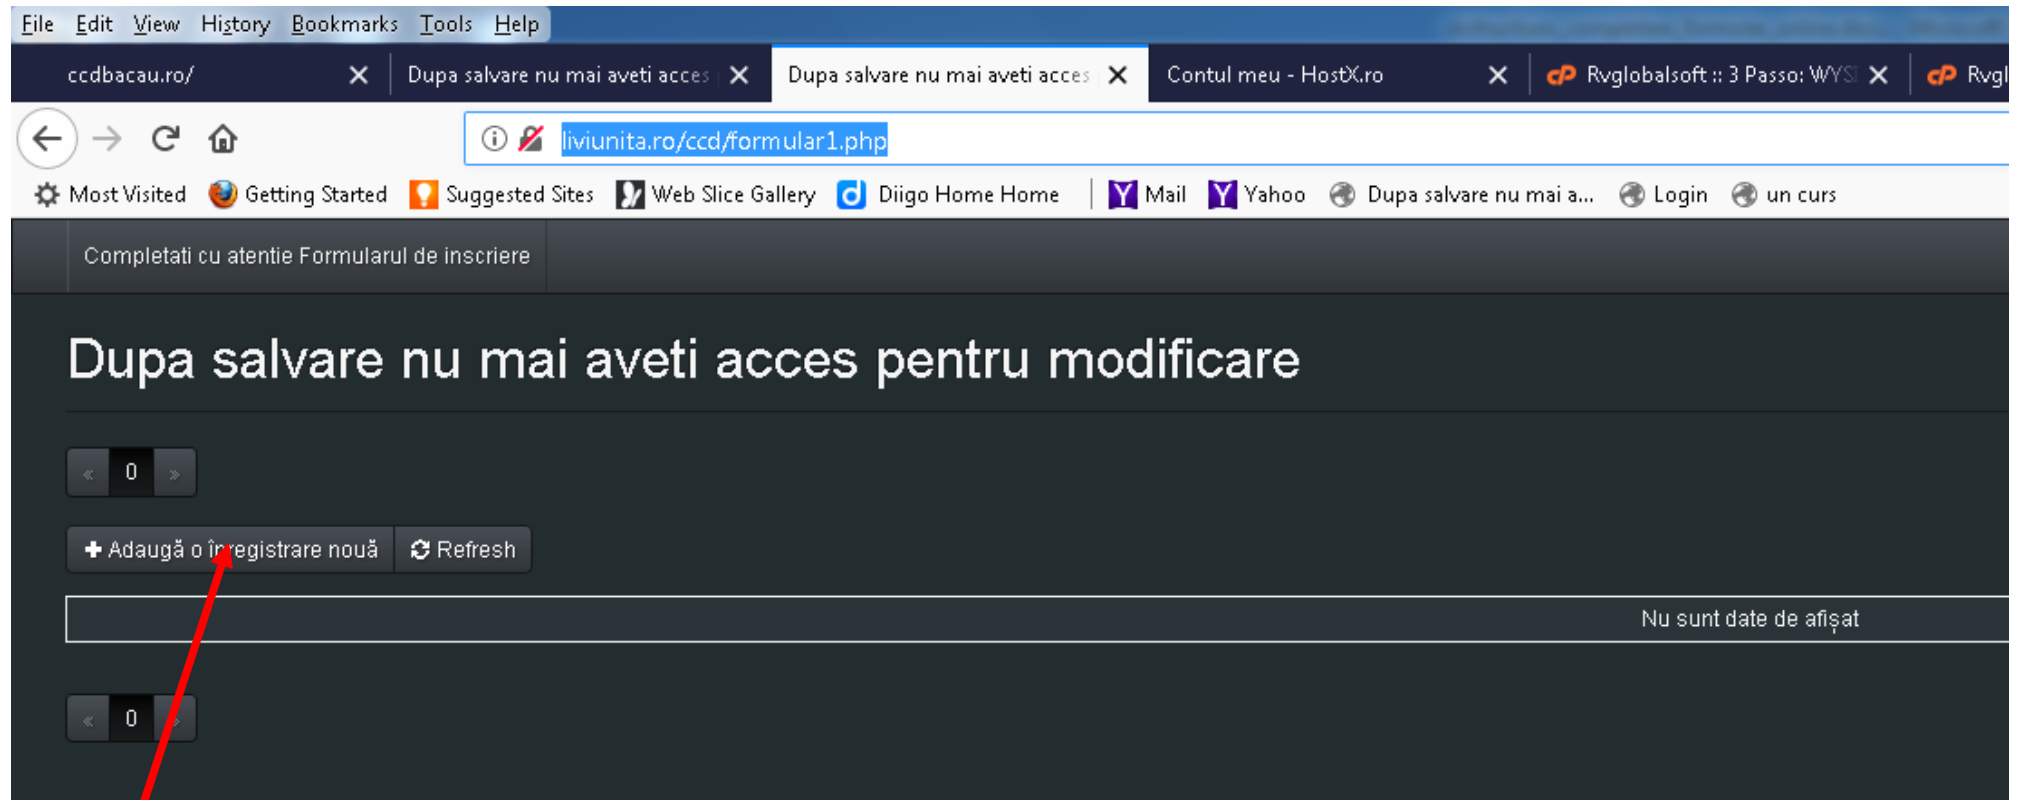 File Edit View History Bookmarks Tools Help
ccdbacau.ro/ Dupa salvare nu mai aveti acces Dupa salvare nu mai aveti acces Contul meu - HostX.ro cP Rvglobalsoft :: 3 Passo: WYSI cP Rvgl
liviunita.ro/ccd/formular1.php
Most Visited Getting Started Suggested Sites Web Slice Gallery Diigo Home Home Mail Yahoo Dupa salvare nu mai a... Login un curs
Completati cu atentie Formularul de inscriere
Dupa salvare nu mai aveti acces pentru modificare
« 0 »
+ Adaugă o înregistrare nouă Refresh
Nu sunt date de afișat
« 0 »